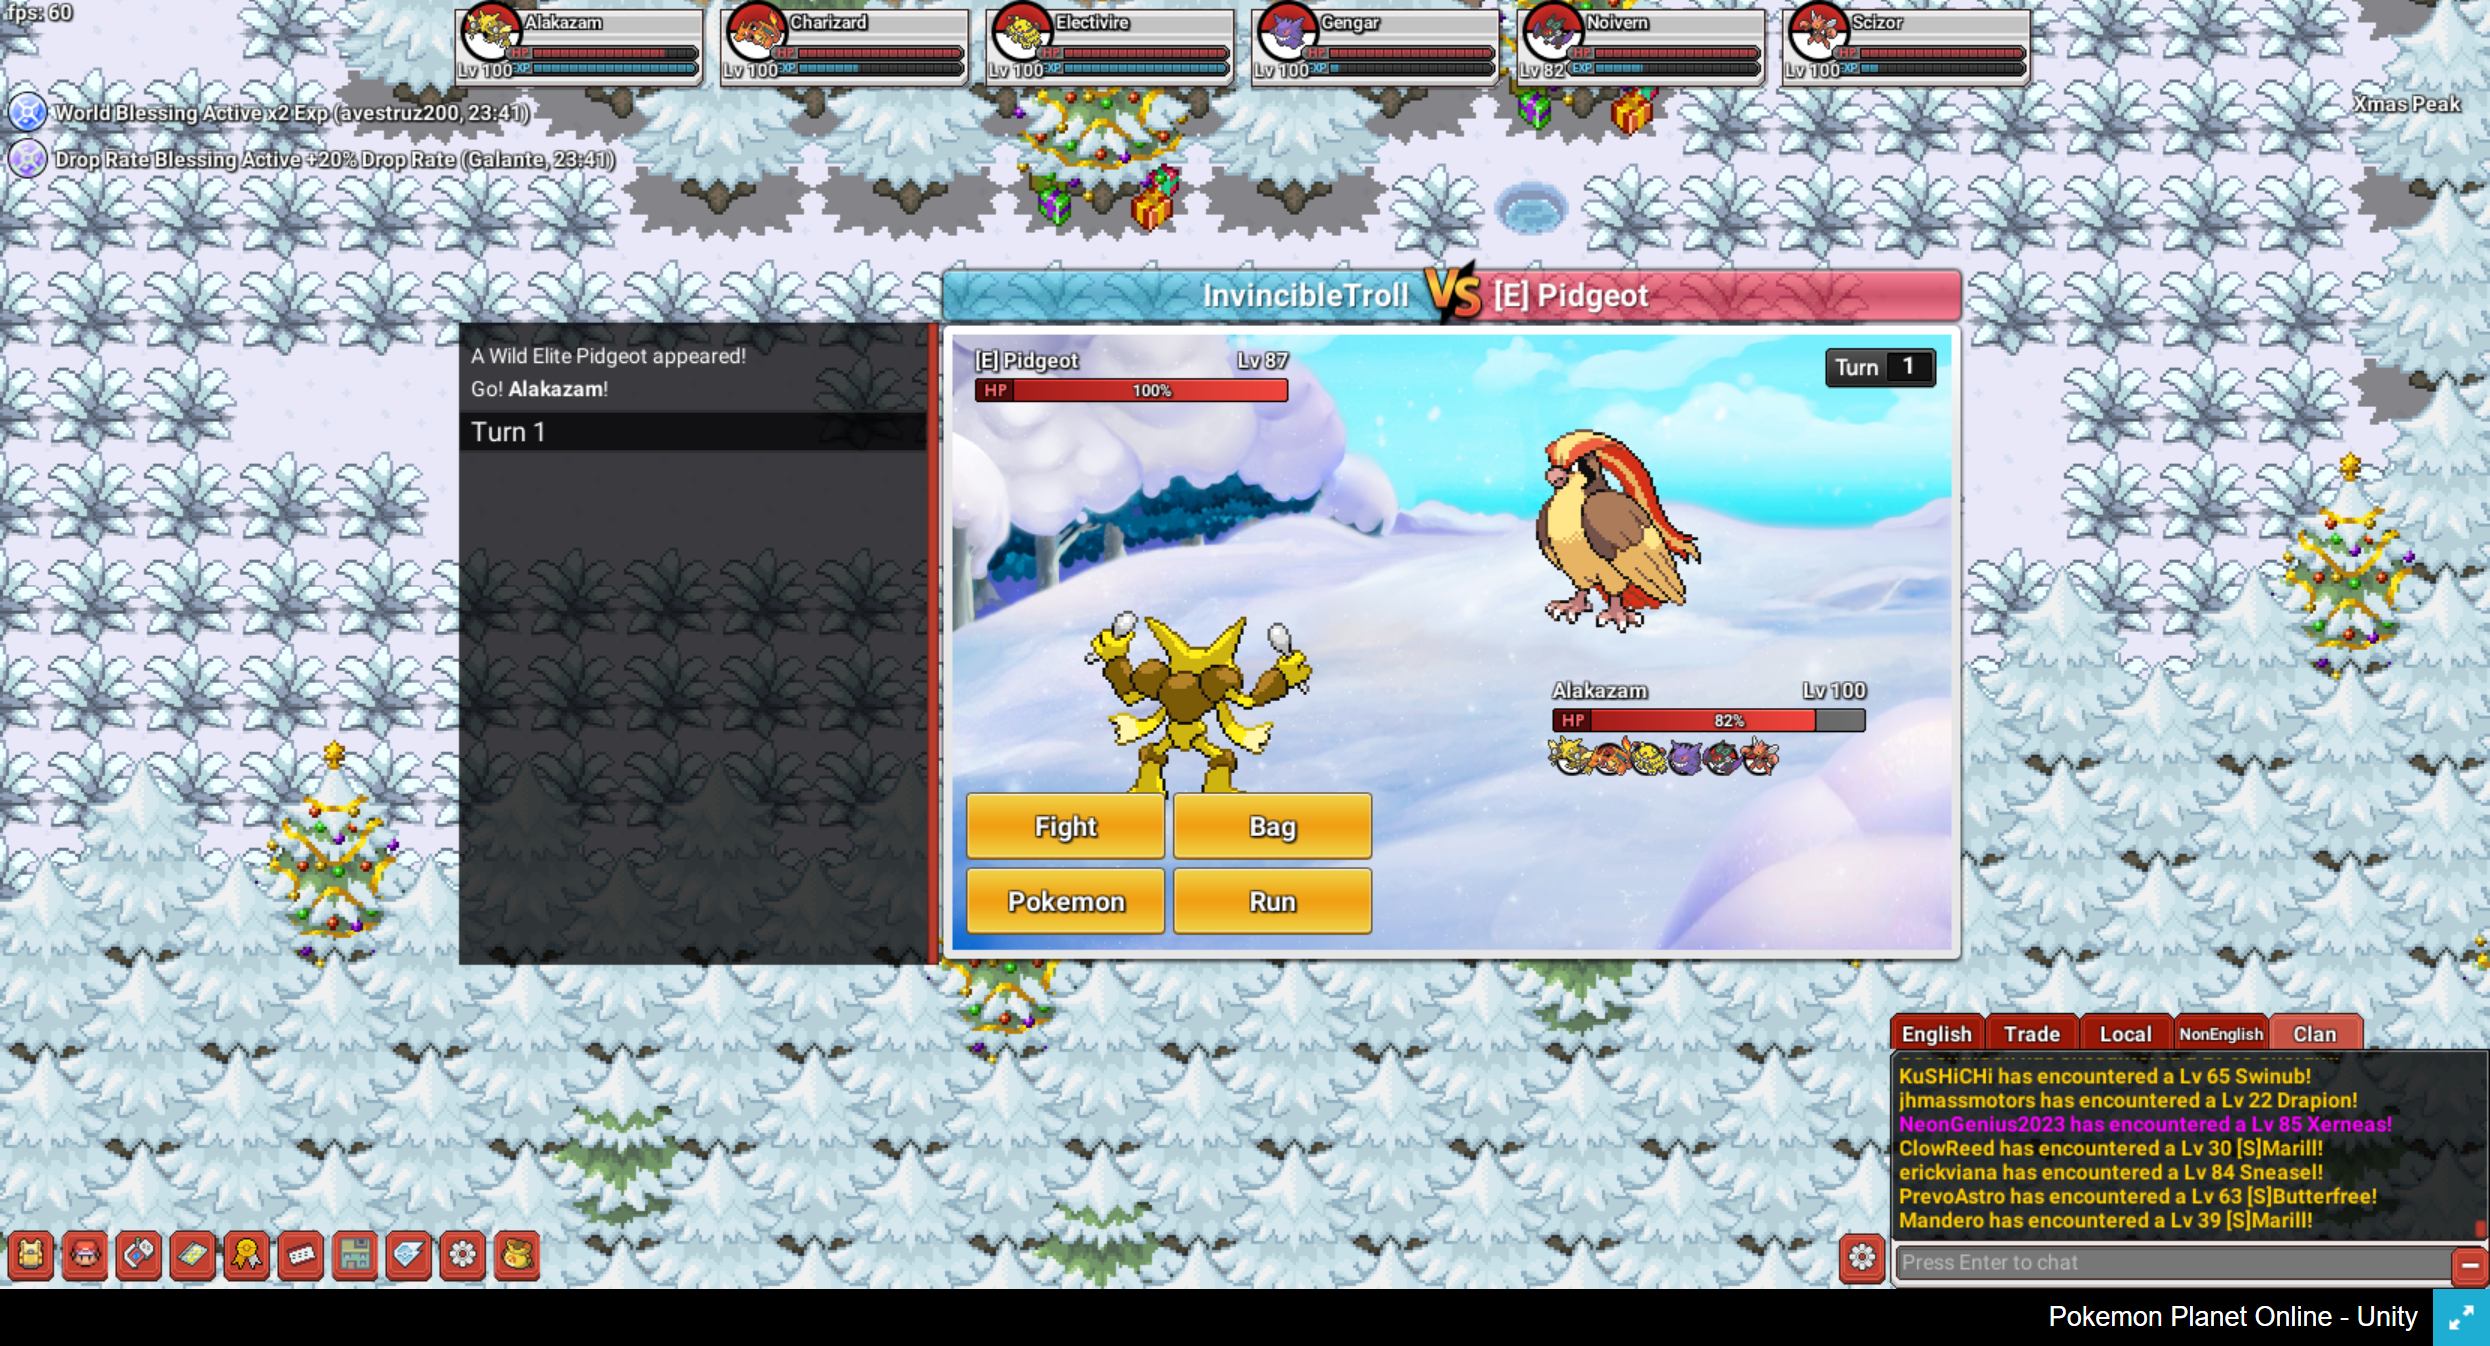 fps: 60
Alakazam
HP
Lv 100 EXP
Charizard
HP
Lv 100 EXP
Electivire
HP
Lv 100 EXP
Gengar
HP
Lv 100 EXP
Noivern
HP
Lv 82 EXP
Scizor
HP
Lv 100 EXP
World Blessing Active x2 Exp (avestruz200, 23:41)
Drop Rate Blessing Active +20% Drop Rate (Galante, 23:41)
Xmas Peak
InvincibleTroll VS [E] Pidgeot
A Wild Elite Pidgeot appeared!
Go! Alakazam!
Turn 1
[E] Pidgeot Lv 87
HP 100%
Turn 1
Alakazam Lv 100
HP 82%
Fight Bag
Pokemon Run
English Trade Local NonEnglish Clan
KuSHiCHi has encountered a Lv 65 Swinub!
jhmassmotors has encountered a Lv 22 Drapion!
NeonGenius2023 has encountered a Lv 85 Xerneas!
ClowReed has encountered a Lv 30 [S]Marill!
erickviana has encountered a Lv 84 Sneasel!
PrevoAstro has encountered a Lv 63 [S]Butterfree!
Mandero has encountered a Lv 39 [S]Marill!
Press Enter to chat
Pokemon Planet Online - Unity